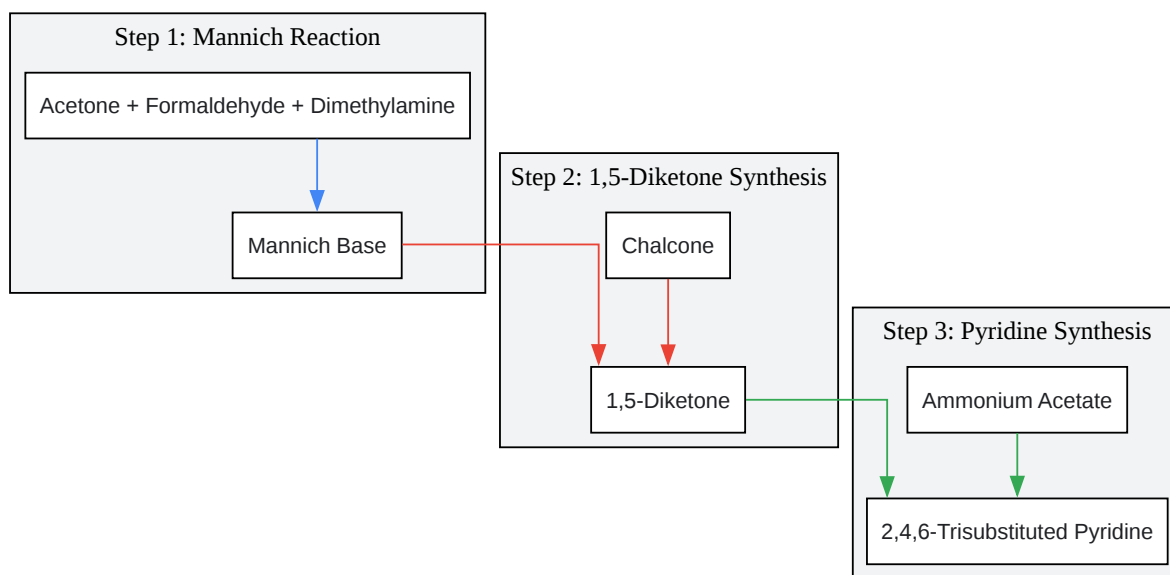 Step 1: Mannich Reaction
Acetone + Formaldehyde + Dimethylamine
Mannich Base
Step 2: 1,5-Diketone Synthesis
Chalcone
1,5-Diketone
Step 3: Pyridine Synthesis
Ammonium Acetate
2,4,6-Trisubstituted Pyridine